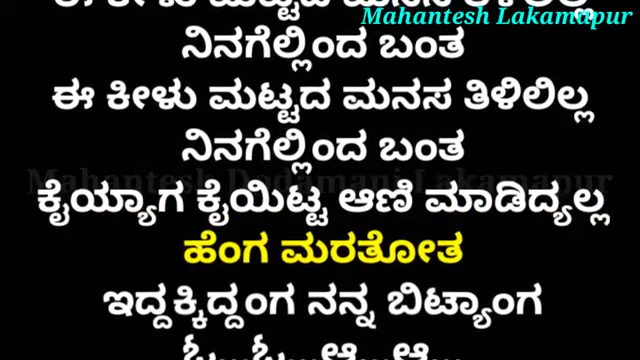 Mahantesh Lakamapur
ನಿನಗೆಲ್ಲಿಂದ ಬಂತ
ಈ ಕೀಳು ಮಟ್ಟದ ಮನಸ ತಿಳಿಲಿಲ್ಲ
ನಿನಗೆಲ್ಲಿಂದ ಬಂತ
ಕೈಯ್ಯಾಗ ಕೈಯಿಟ್ಟ ಆಣಿ ಮಾಡಿದ್ಯಲ್ಲ
ಹೆಂಗ ಮರತೋತ
ಇದ್ದಕ್ಕಿದ್ದಂಗ ನನ್ನ ಬಿಟ್ಯಾಂಗ